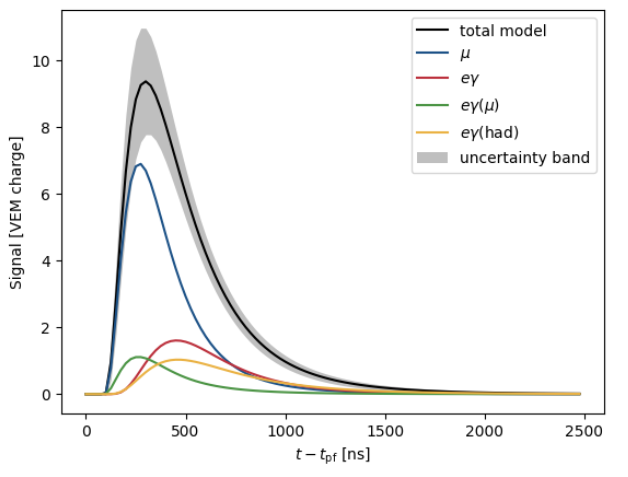 total model
μ
eγ
eγ(μ)
eγ(had)
uncertainty band
Signal [VEM charge]
10
8
6
4
2
0
0 500 1000 1500 2000 2500
t − t_pf [ns]